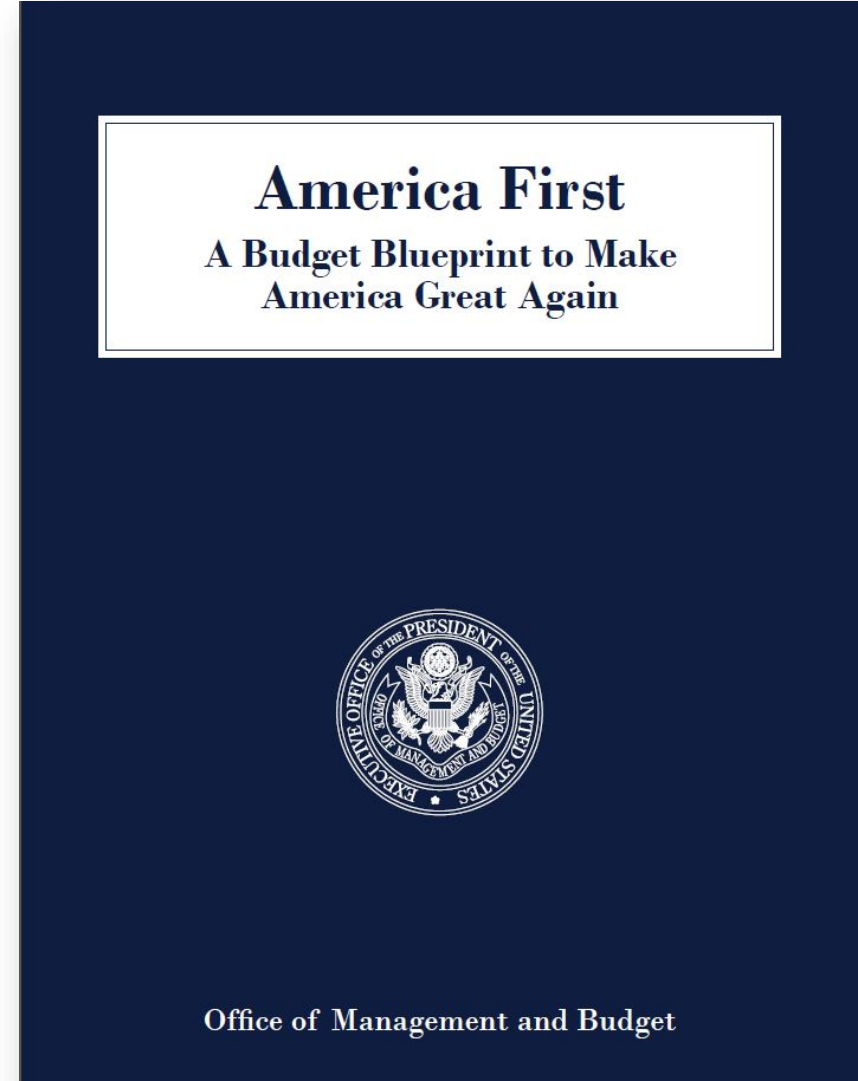 America First
A Budget Blueprint to Make
America Great Again
EXECUTIVE OFFICE OF THE PRESIDENT OF THE UNITED STATES
OFFICE OF MANAGEMENT AND BUDGET
Office of Management and Budget